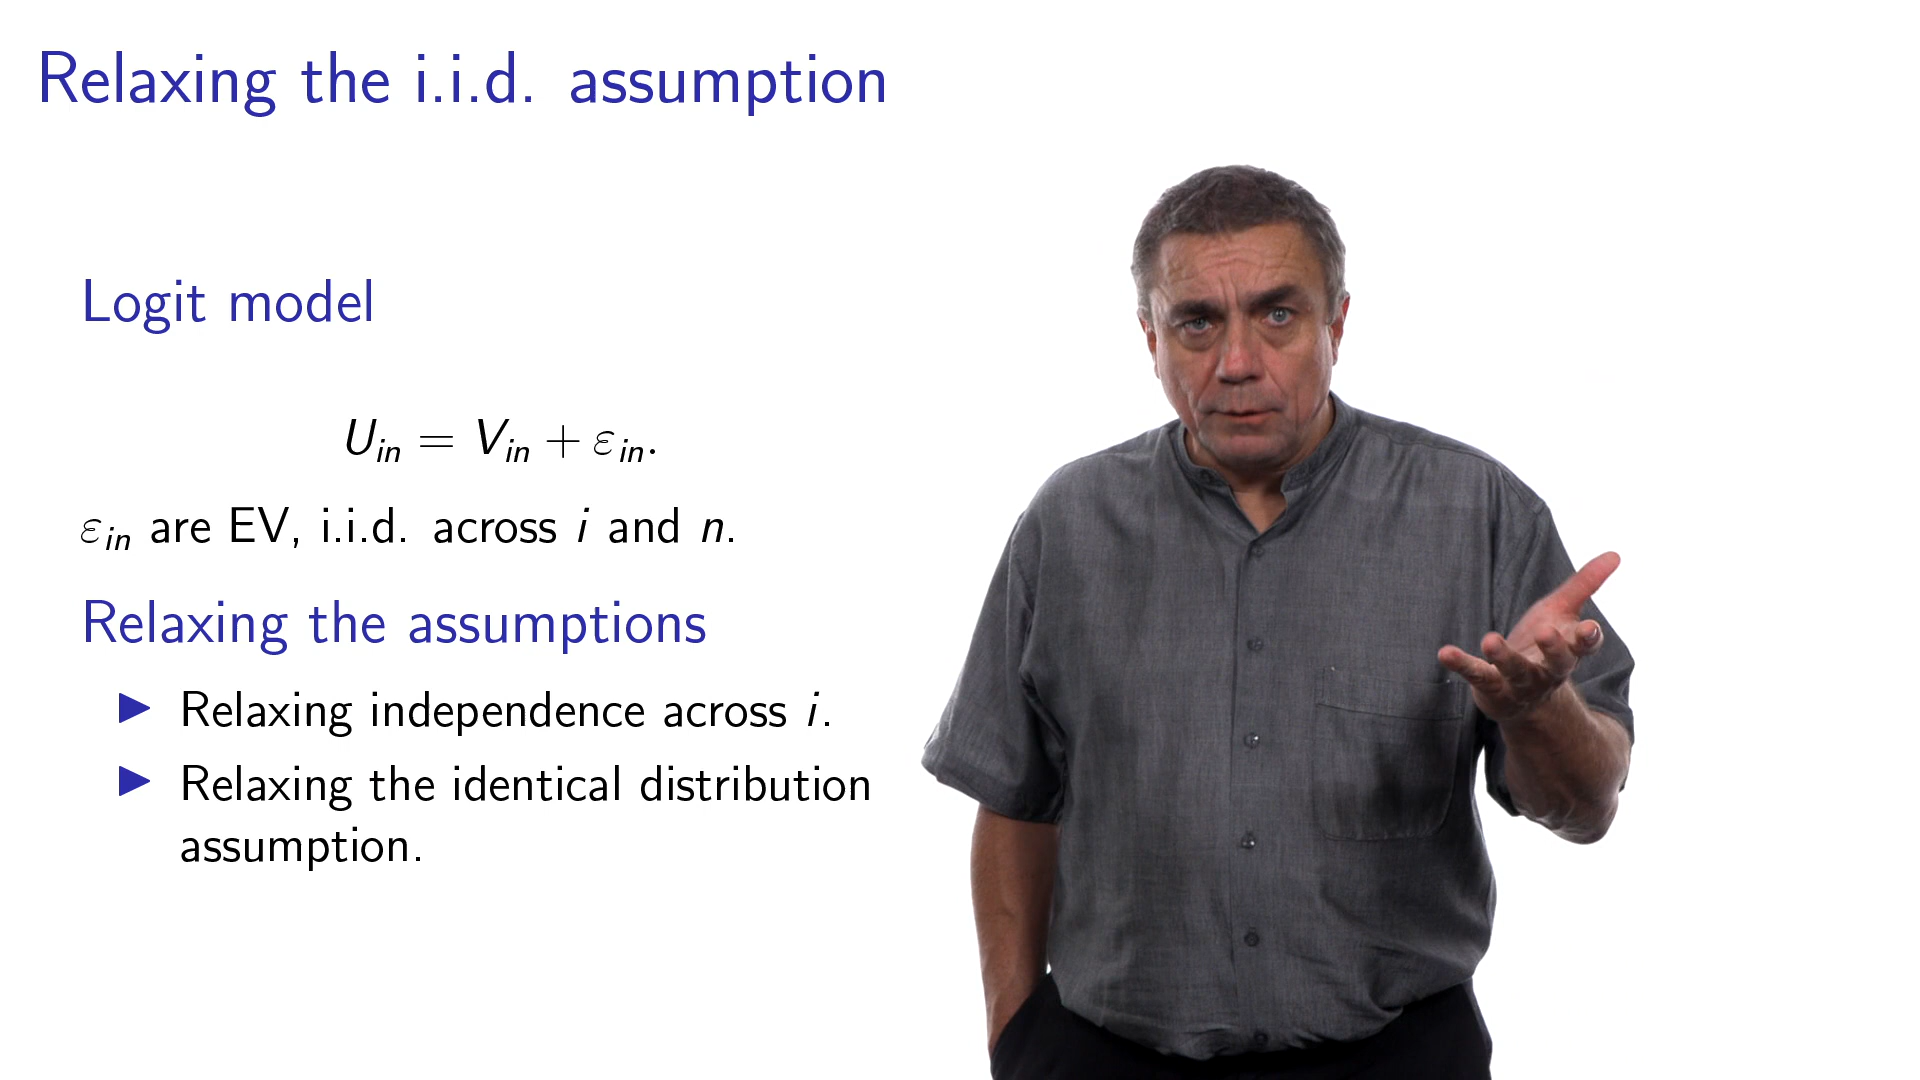 Relaxing the i.i.d. assumption
Logit model
U_in = V_in + ε_in.
ε_in are EV, i.i.d. across i and n.
Relaxing the assumptions
▶ Relaxing independence across i.
▶ Relaxing the identical distribution
assumption.